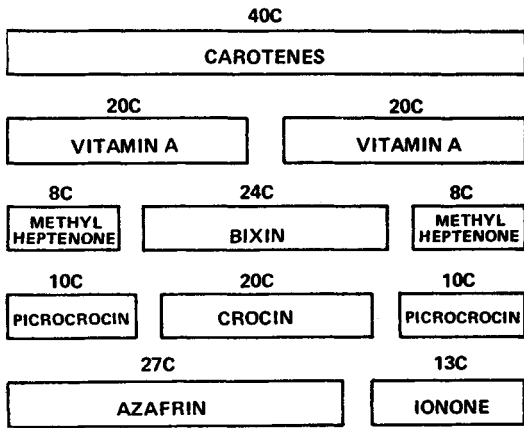 40C
CAROTENES
20C 20C
VITAMIN A VITAMIN A
8C 24C 8C
METHYL HEPTENONE BIXIN METHYL HEPTENONE
10C 20C 10C
PICROCROCIN CROCIN PICROCROCIN
27C 13C
AZAFRIN IONONE